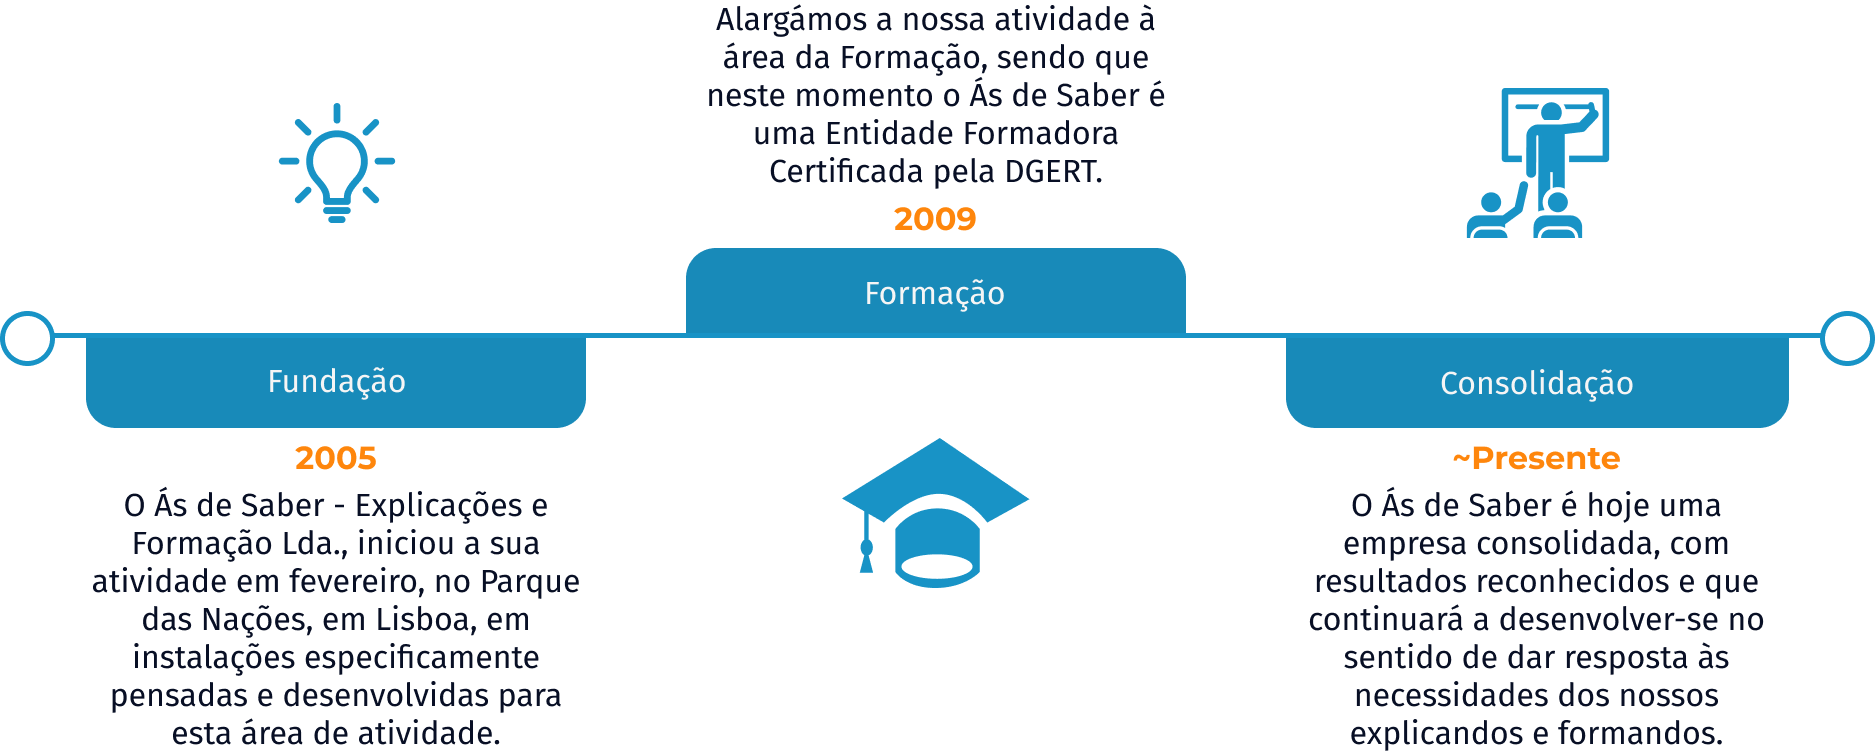 Fundação
2005
O Ás de Saber - Explicações e
Formação Lda., iniciou a sua
atividade em fevereiro, no Parque
das Nações, em Lisboa, em
instalações especificamente
pensadas e desenvolvidas para
esta área de atividade.
Alargámos a nossa atividade à
área da Formação, sendo que
neste momento o Ás de Saber é
uma Entidade Formadora
Certificada pela DGERT.
2009
Formação
Consolidação
~Presente
O Ás de Saber é hoje uma
empresa consolidada, com
resultados reconhecidos e que
continuará a desenvolver-se no
sentido de dar resposta às
necessidades dos nossos
explicandos e formandos.